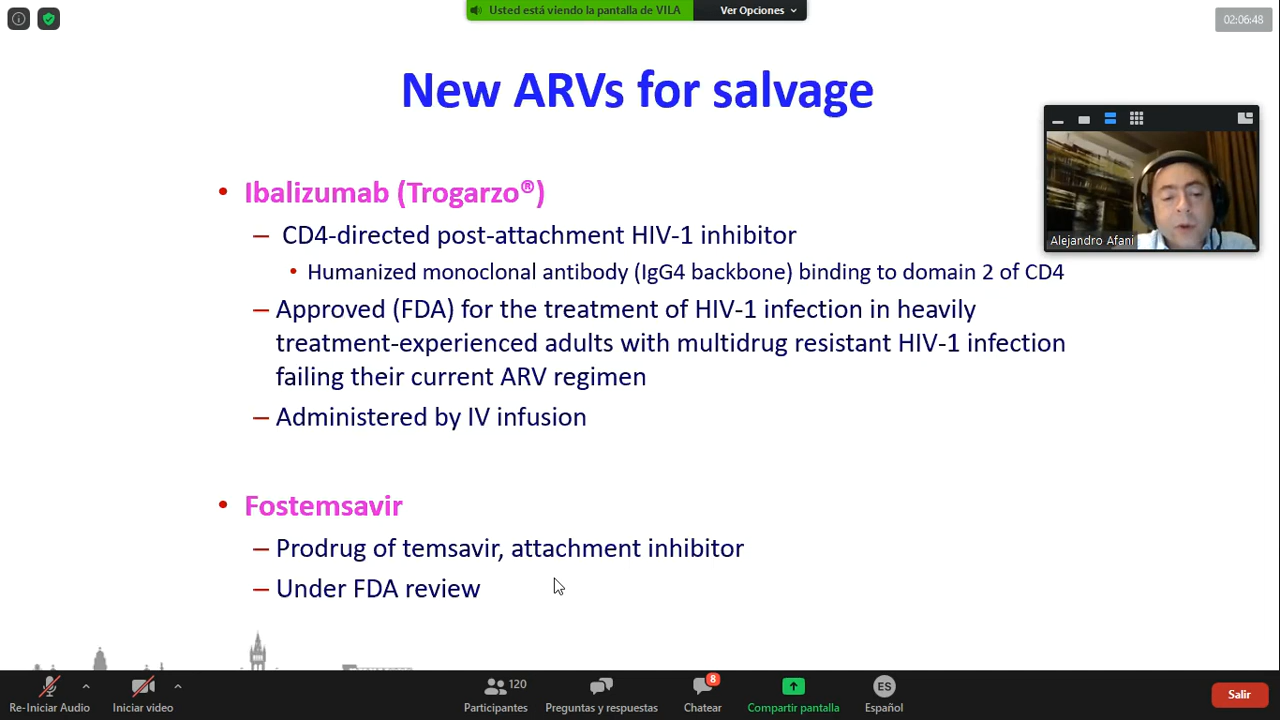 Usted está viendo la pantalla de VILA
Ver Opciones
02:06:48
New ARVs for salvage
Alejandro Afani
• Ibalizumab (Trogarzo®)
– CD4-directed post-attachment HIV-1 inhibitor
• Humanized monoclonal antibody (IgG4 backbone) binding to domain 2 of CD4
– Approved (FDA) for the treatment of HIV-1 infection in heavily
treatment-experienced adults with multidrug resistant HIV-1 infection
failing their current ARV regimen
– Administered by IV infusion
• Fostemsavir
– Prodrug of temsavir, attachment inhibitor
– Under FDA review
Re-Iniciar Audio
Iniciar video
120
Participantes
Preguntas y respuestas
8
Chatear
Compartir pantalla
ES
Español
Salir